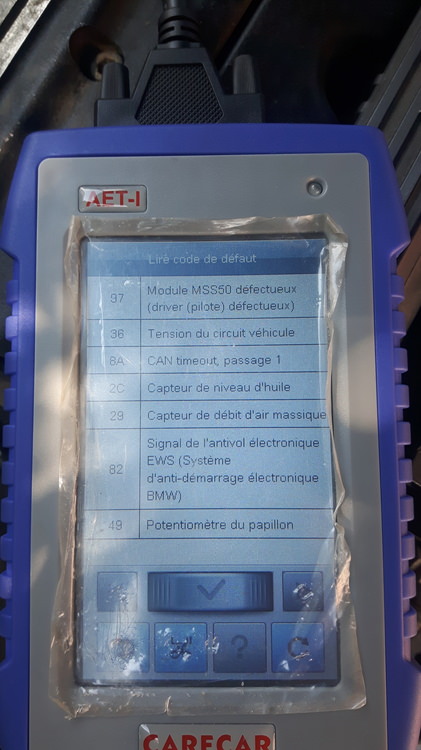 AET-I
Lire code de défaut
97
Module MSS50 défectueux
(driver (pilote) défectueux)
36
Tension du circuit véhicule
8A
CAN timeout, passage 1
2C
Capteur de niveau d'huile
29
Capteur de débit d'air massique
82
Signal de l'antivol électronique
EWS (Système
d'anti-démarrage électronique
BMW)
49
Potentiomètre du papillon
?
CARECAR